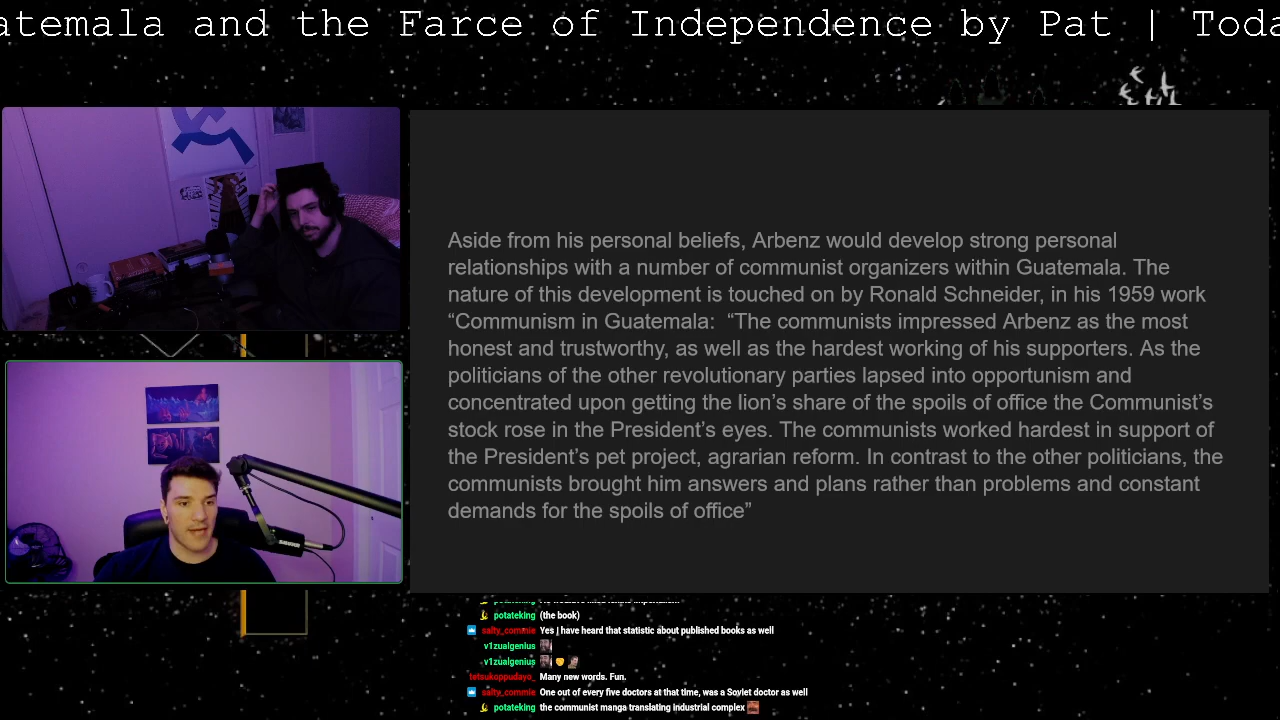 atemala and the Farce of Independence by Pat | Toda
Aside from his personal beliefs, Arbenz would develop strong personal
relationships with a number of communist organizers within Guatemala. The
nature of this development is touched on by Ronald Schneider, in his 1959 work
“Communism in Guatemala:  “The communists impressed Arbenz as the most
honest and trustworthy, as well as the hardest working of his supporters. As the
politicians of the other revolutionary parties lapsed into opportunism and
concentrated upon getting the lion’s share of the spoils of office the Communist’s
stock rose in the President’s eyes. The communists worked hardest in support of
the President’s pet project, agrarian reform. In contrast to the other politicians, the
communists brought him answers and plans rather than problems and constant
demands for the spoils of office”
potateking (the book)
salty_commie Yes I have heard that statistic about published books as well
v1zualgenius
v1zualgenius
tetsukoppudayo_ Many new words. Fun.
salty_commie One out of every five doctors at that time, was a Soviet doctor as well
potateking the communist manga translating industrial complex